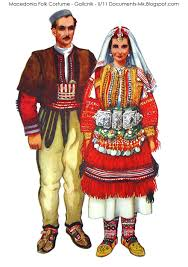 Macedonia Folk Costume - Galicnik - 5/11 Documents-Mk.Blogspot.com